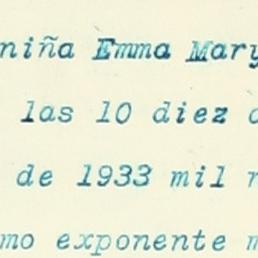 niña Emma Mary
las 10 diez
de 1933 mil
mo exponente